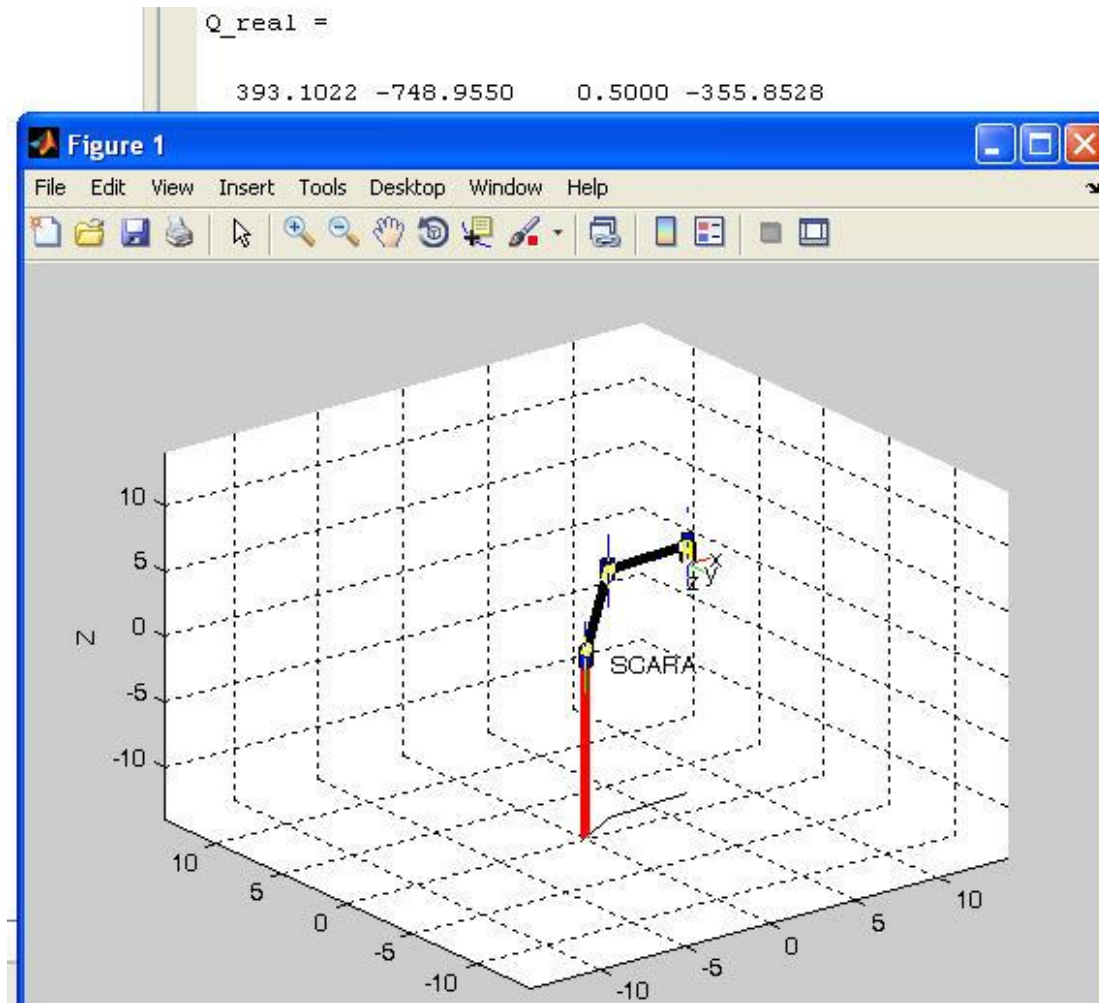 Q_real =
393.1022 -748.9550 0.5000 -355.8528
Figure 1
File Edit View Insert Tools Desktop Window Help
10
5
0
-5
-10
Z
SCARA
x
y
z
10
5
0
-5
-10
-10
-5
0
5
10